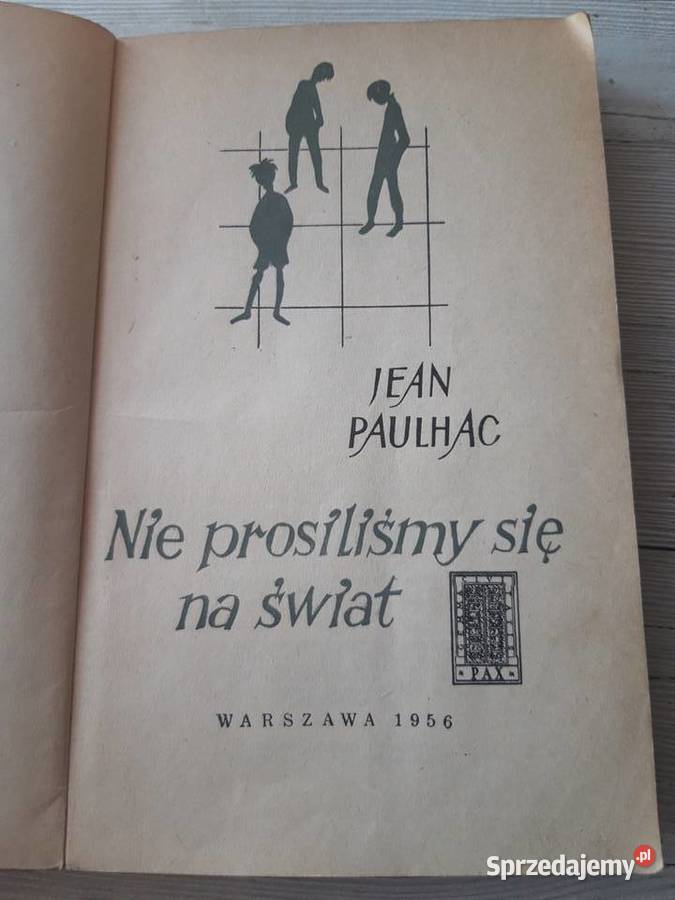 JEAN
PAULHAC
Nie prosiliśmy się
na świat
PAX
WARSZAWA 1956
Sprzedajemy.pl